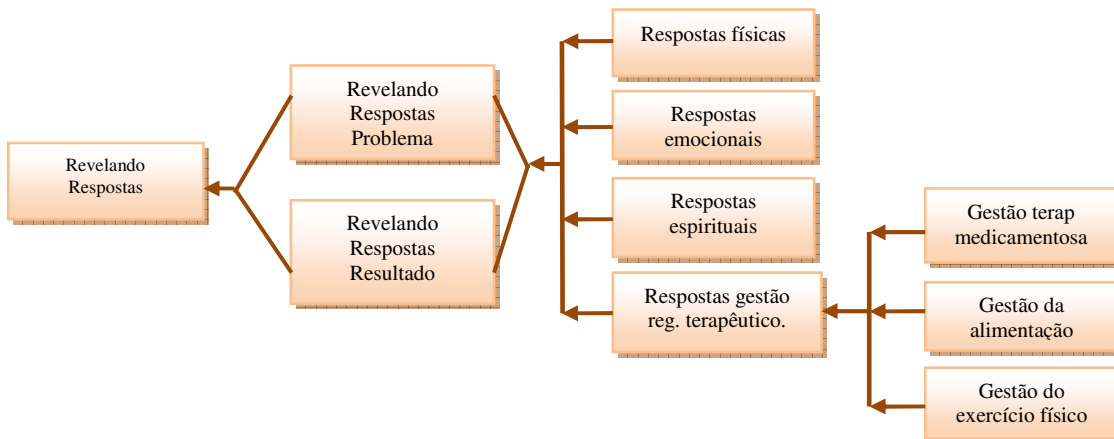 Revelando
Respostas
Revelando
Respostas
Problema
Revelando
Respostas
Resultado
Respostas físicas
Respostas
emocionais
Respostas
espirituais
Respostas gestão
reg. terapêutico.
Gestão terap
medicamentosa
Gestão da
alimentação
Gestão do
exercício físico